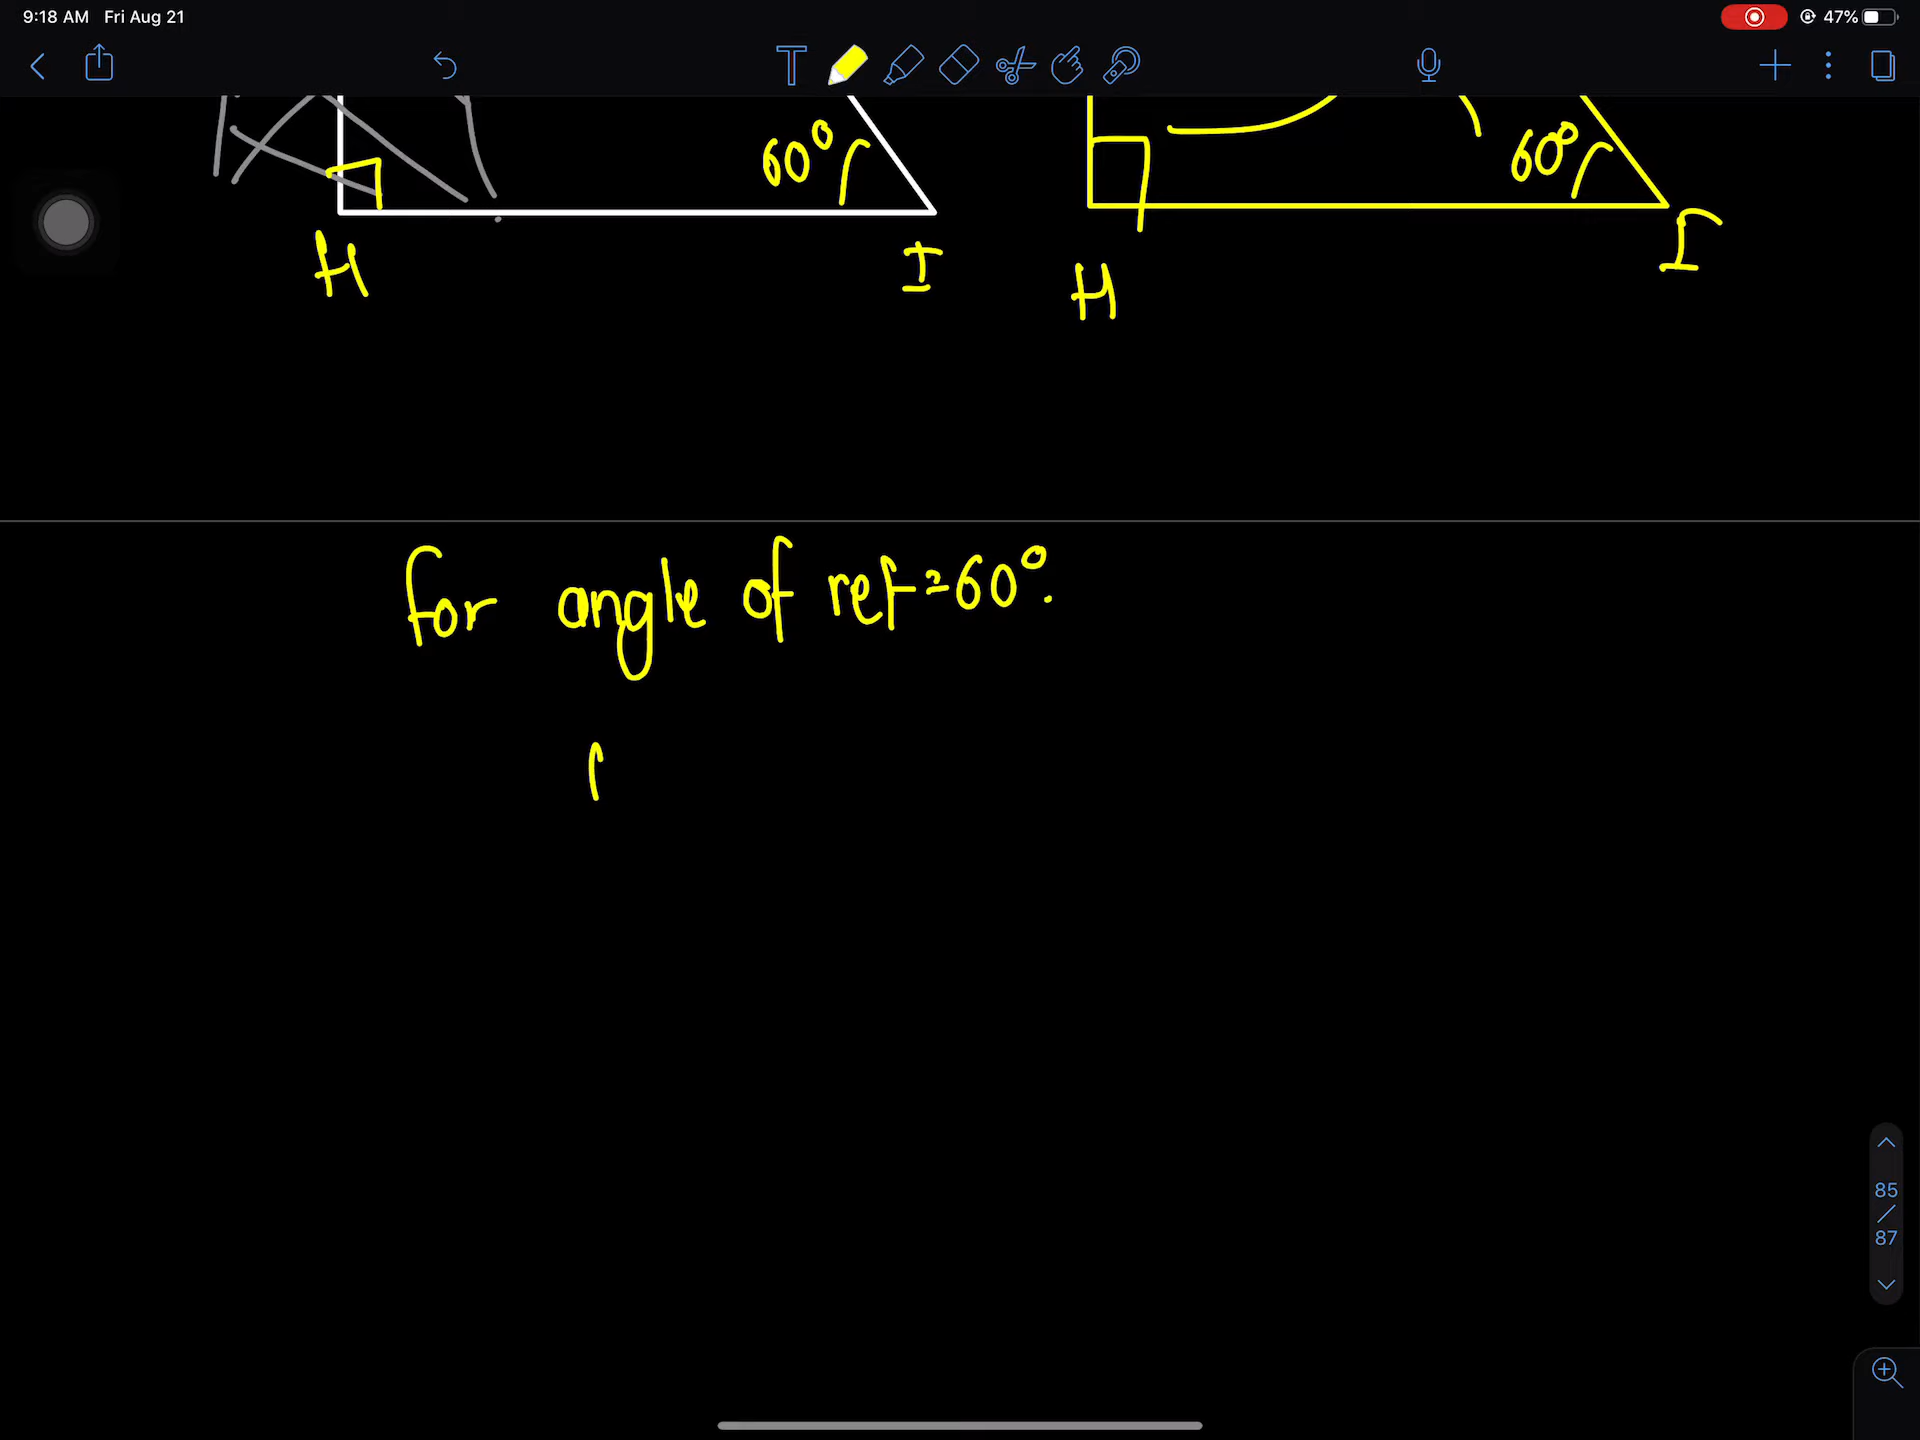 9:18 AM Fri Aug 21
47%
T
60°
60°
H
I
H
I
for angle of ref=60°.
85
/
87